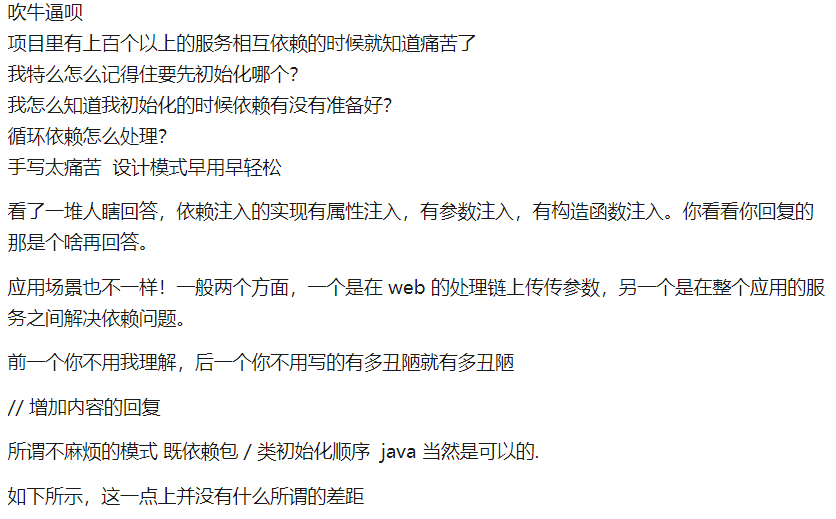 吹牛逼呗
项目里有上百个以上的服务相互依赖的时候就知道痛苦了
我特么怎么记得住要先初始化哪个？
我怎么知道我初始化的时候依赖有没有准备好？
循环依赖怎么处理？
手写太痛苦 设计模式早用早轻松
看了一堆人瞎回答，依赖注入的实现有属性注入，有参数注入，有构造函数注入。你看看你回复的
那是个啥再回答。
应用场景也不一样！一般两个方面，一个是在 web 的处理链上传传参数，另一个是在整个应用的服
务之间解决依赖问题。
前一个你不用我理解，后一个你不用写的有多丑陋就有多丑陋
// 增加内容的回复
所谓不麻烦的模式 既依赖包 / 类初始化顺序 java 当然是可以的.
如下所示，这一点上并没有什么所谓的差距